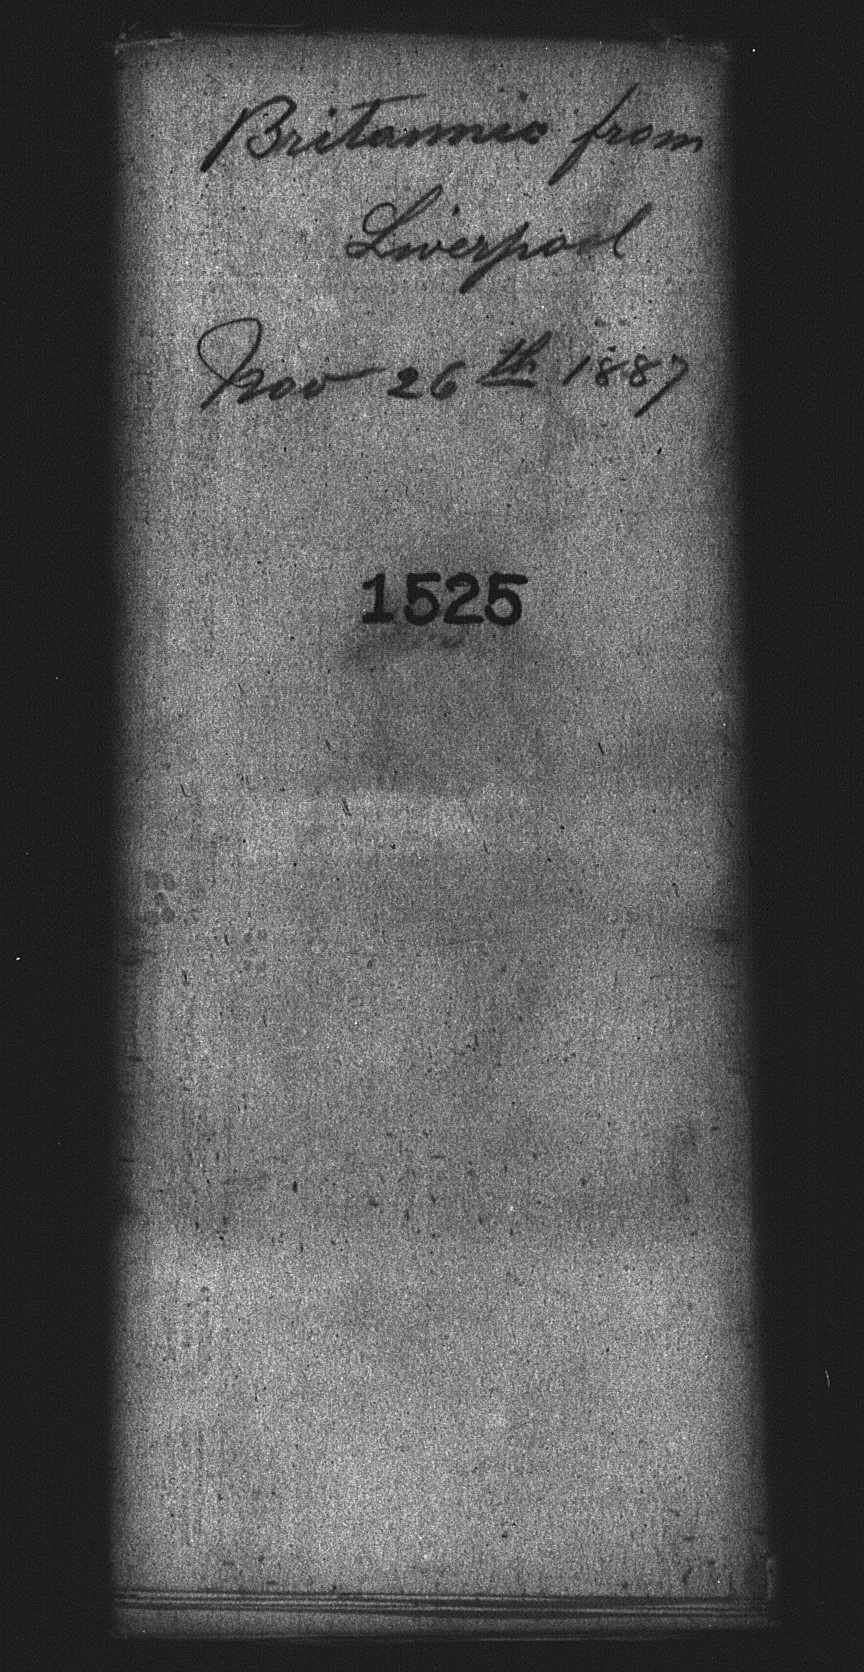 Britannic from
Liverpool
Nov 26th 1887
1525